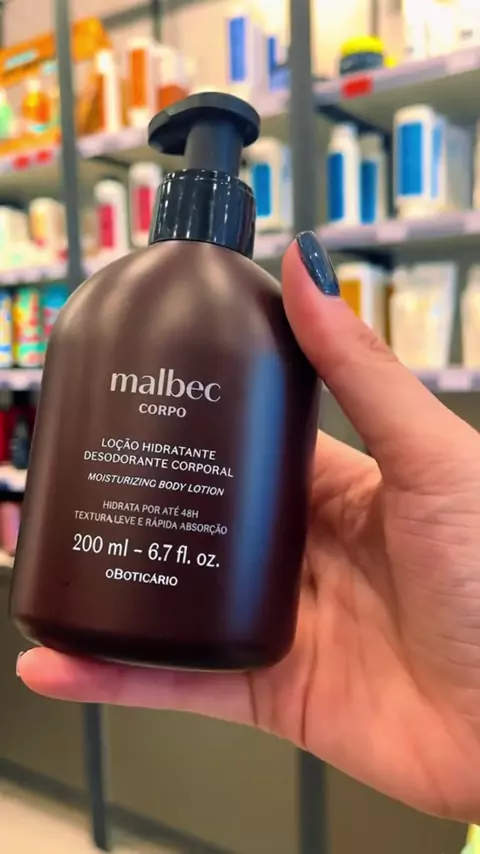 malbec
CORPO
LOÇÃO HIDRATANTE
DESODORANTE CORPORAL
MOISTURIZING BODY LOTION
HIDRATA POR ATÉ 48H
TEXTURA LEVE E RÁPIDA ABSORÇÃO
200 ml – 6.7 fl. oz.
oBOTICÁRIO